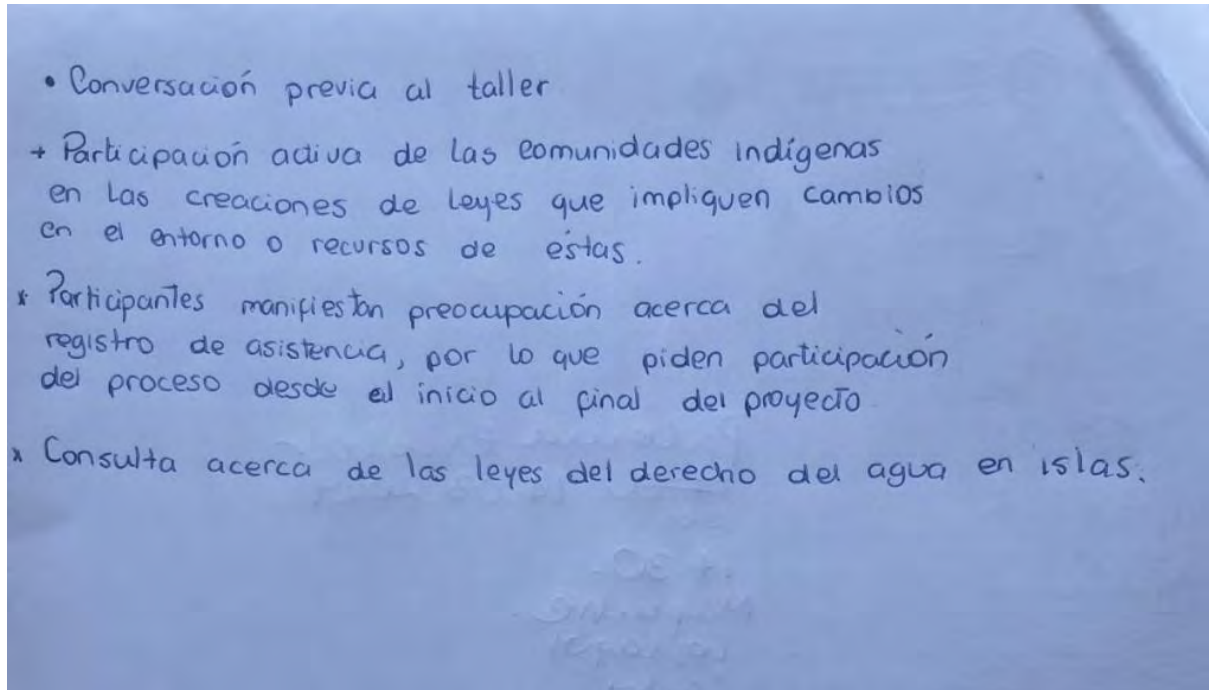 • Conversación previa al taller
+ Participación activa de las comunidades indígenas
en las creaciones de leyes que impliquen cambios
en el entorno o recursos de estas.
* Participantes manifiestan preocupación acerca del
registro de asistencia, por lo que piden participación
del proceso desde el inicio al final del proyecto.
* Consulta acerca de las leyes del derecho del agua en islas.